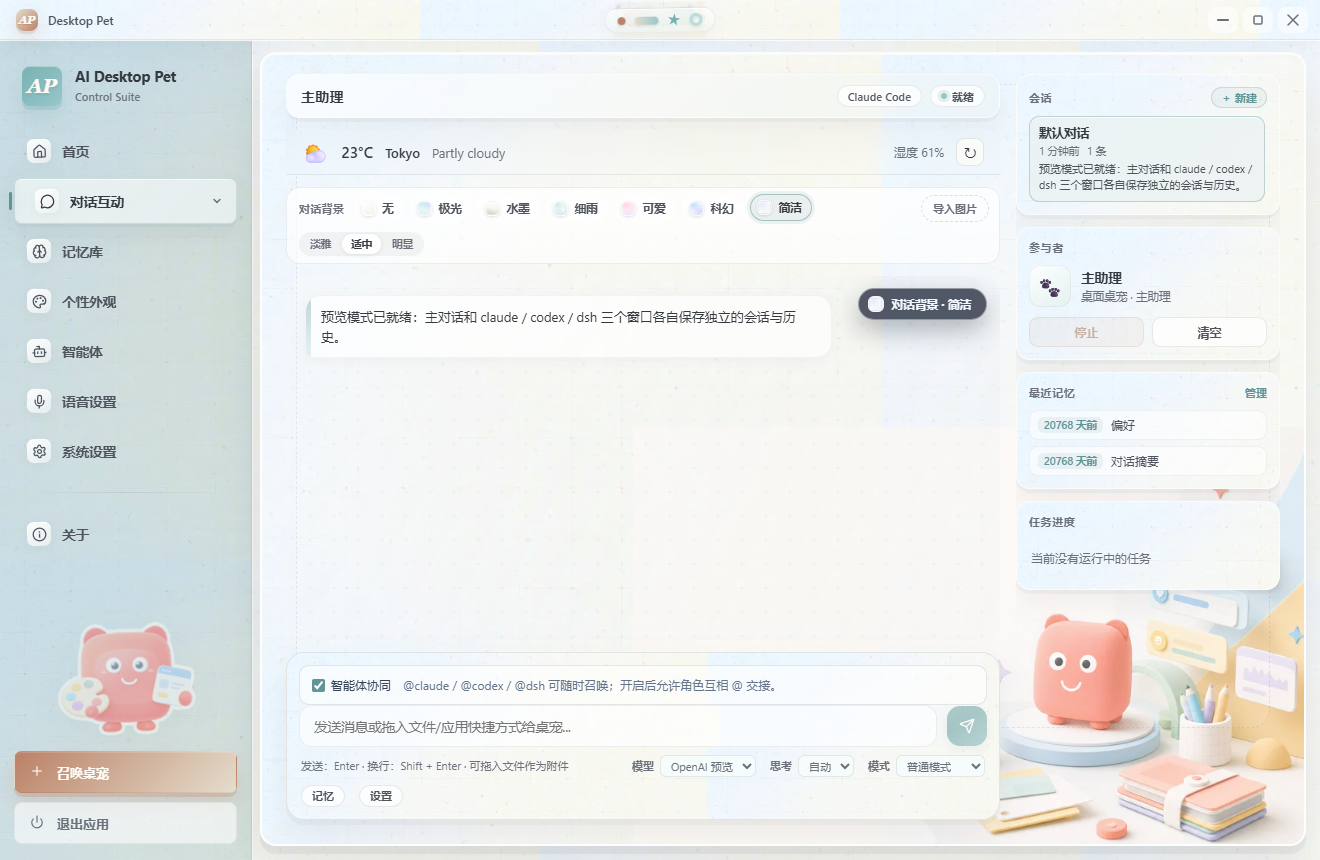 AP Desktop Pet
AP
AI Desktop Pet
Control Suite
首页
对话互动
记忆库
个性外观
智能体
语音设置
系统设置
关于
+ 召唤桌宠
退出应用
主助理
Claude Code
就绪
23°C Tokyo Partly cloudy
湿度 61%
对话背景 无 极光 水墨 细雨 可爱 科幻 简洁 导入图片
淡雅 适中 明显
对话背景 · 简洁
预览模式已就绪：主对话和 claude / codex / dsh 三个窗口各自保存独立的会话与历
史。
智能体协同 @claude / @codex / @dsh 可随时召唤；开启后允许角色互相 @ 交接。
发送消息或拖入文件/应用快捷方式给桌宠...
发送：Enter · 换行：Shift + Enter · 可拖入文件作为附件
模型 OpenAI 预览 思考 自动 模式 普通模式
记忆 设置
会话
+ 新建
默认对话
1 分钟前 1 条
预览模式已就绪：主对话和 claude / codex /
dsh 三个窗口各自保存独立的会话与历史。
参与者
主助理
桌面桌宠 · 主助理
停止 清空
最近记忆 管理
20768 天前 偏好
20768 天前 对话摘要
任务进度
当前没有运行中的任务